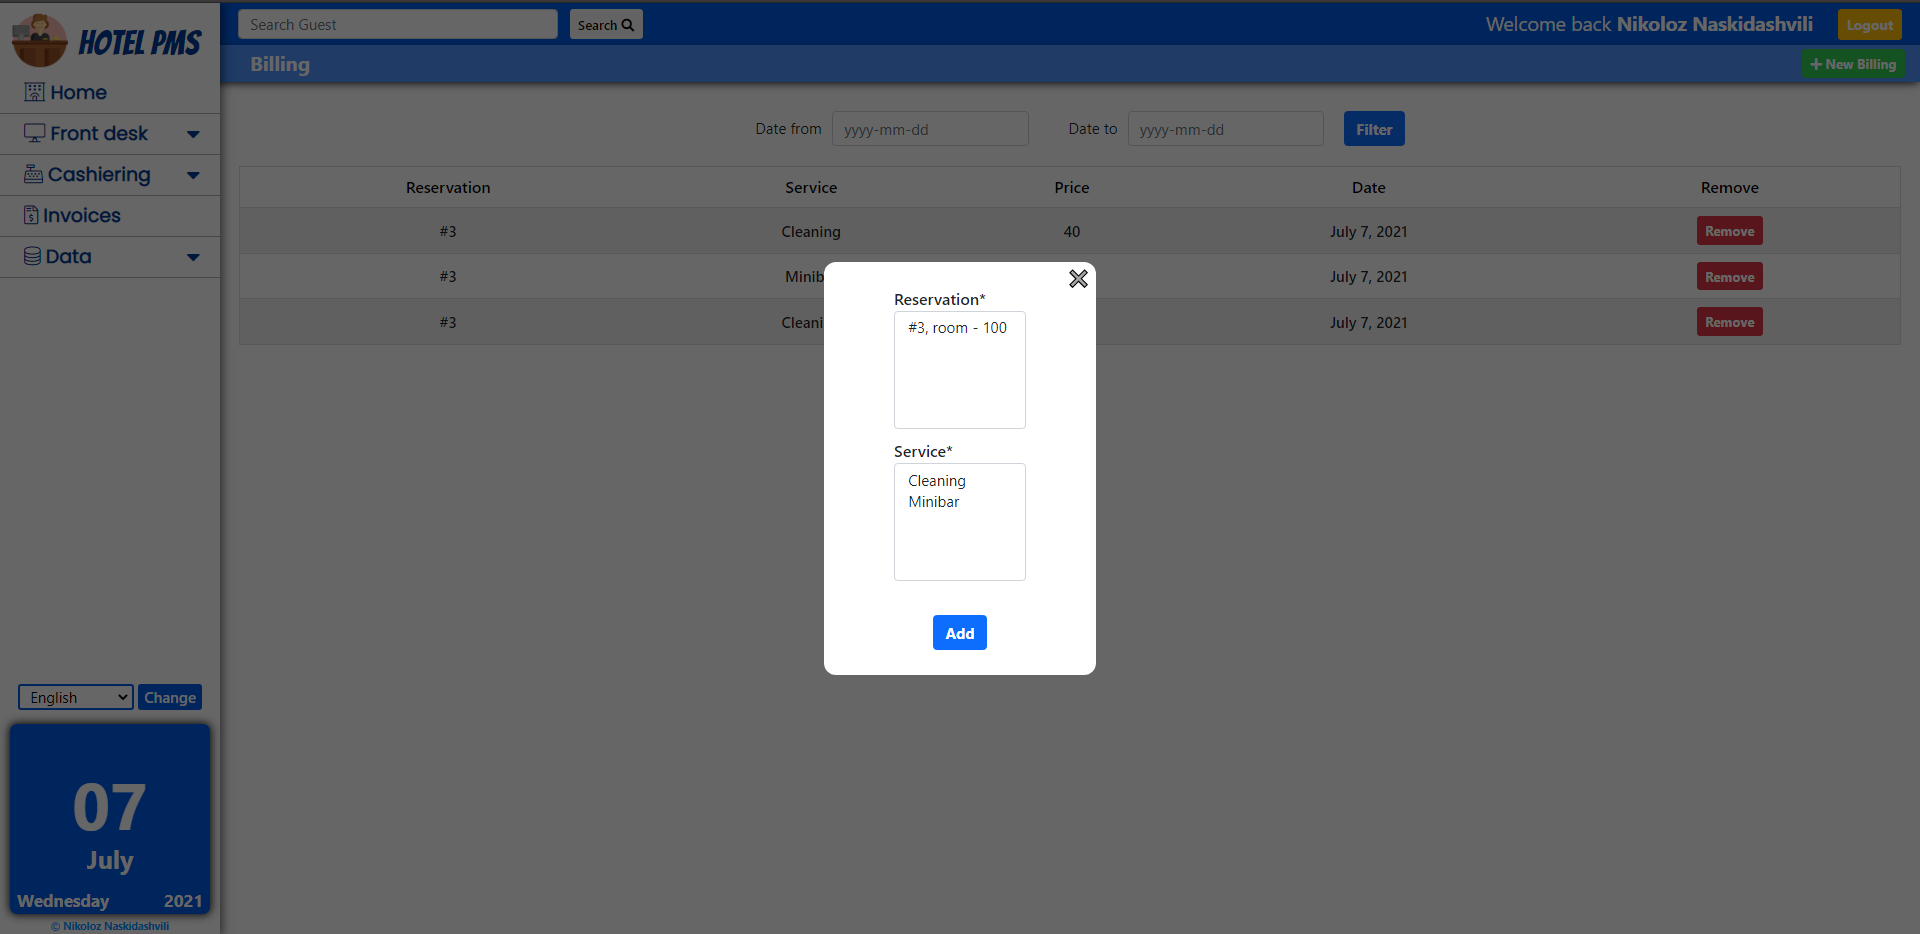 HOTEL PMS
Home
Front desk
Cashiering
Invoices
Data
English
Change
07
July
Wednesday 2021
© Nikoloz Naskidashvili
Search Guest
Search
Welcome back Nikoloz Naskidashvili
Logout
Billing
New Billing
Date from yyyy-mm-dd Date to yyyy-mm-dd Filter
Reservation Service Price Date Remove
#3 Cleaning 40 July 7, 2021 Remove
#3 July 7, 2021 Remove
#3 July 7, 2021 Remove
Reservation*
#3, room - 100
Service*
Cleaning
Minibar
Add